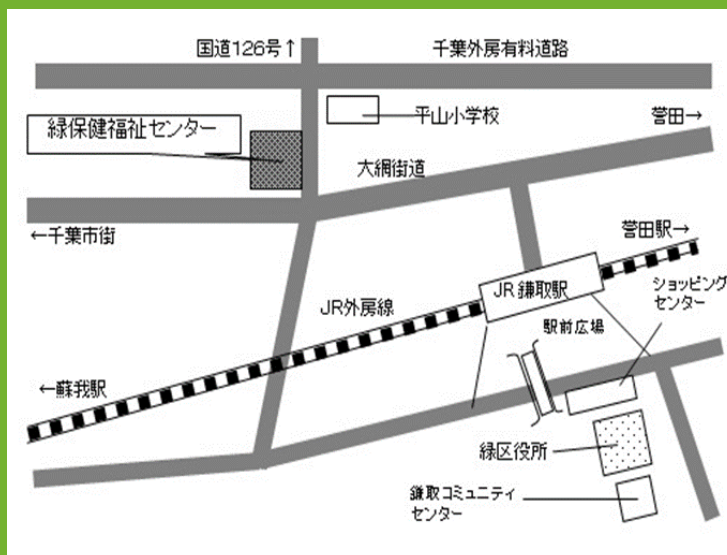 国道126号↑
千葉外房有料道路
緑保健福祉センター
平山小学校
誉田→
大網街道
←千葉市街
誉田駅→
JR鎌取駅
ショッピング
センター
JR外房線
駅前広場
←蘇我駅
緑区役所
鎌取コミュニティ
センター